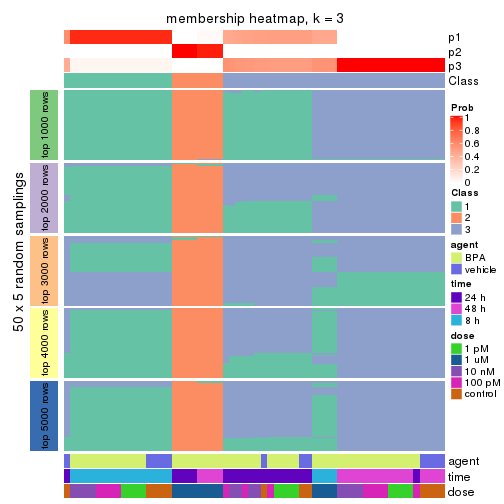 membership heatmap, k = 3
p1
p2
p3
Class
50 x 5 random samplings
top 1000 rows
top 2000 rows
top 3000 rows
top 4000 rows
top 5000 rows
agent
time
dose
Prob
1
0.8
0.6
0.4
0.2
0
Class
1
2
3
agent
BPA
vehicle
time
24 h
48 h
8 h
dose
1 pM
1 uM
10 nM
100 pM
control